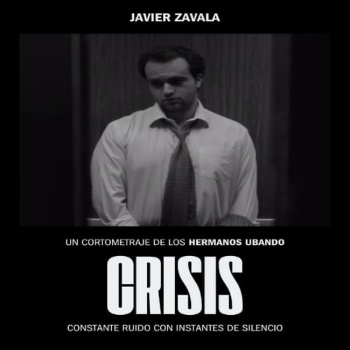 JAVIER ZAVALA
UN CORTOMETRAJE DE LOS HERMANOS UBANDO
CRISIS
CONSTANTE RUIDO CON INSTANTES DE SILENCIO